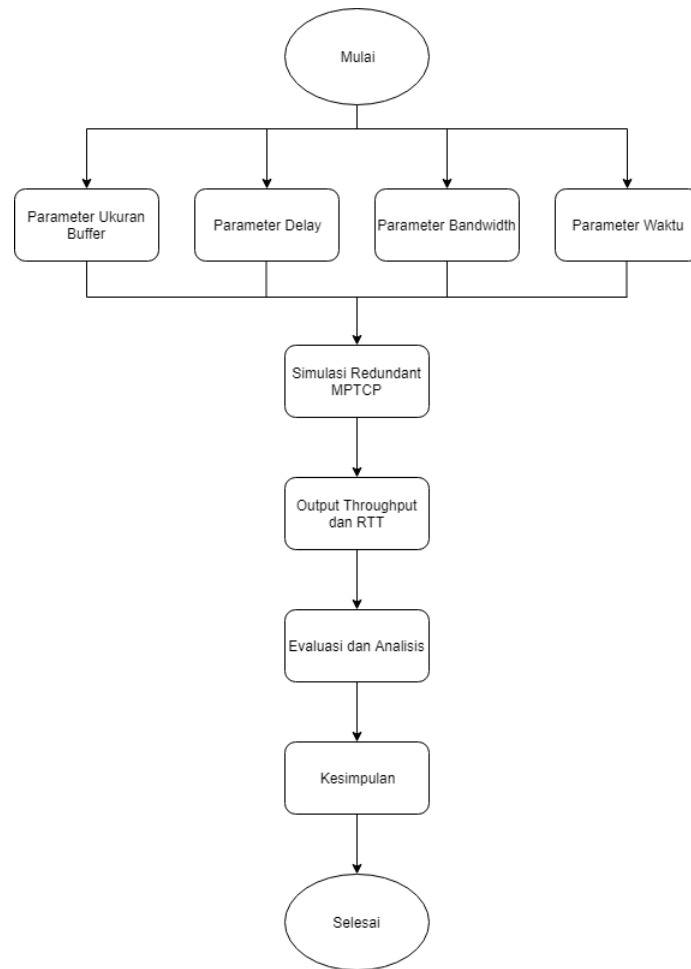 Mulai
Parameter Ukuran
Buffer
Parameter Delay
Parameter Bandwidth
Parameter Waktu
Simulasi Redundant
MPTCP
Output Throughput
dan RTT
Evaluasi dan Analisis
Kesimpulan
Selesai